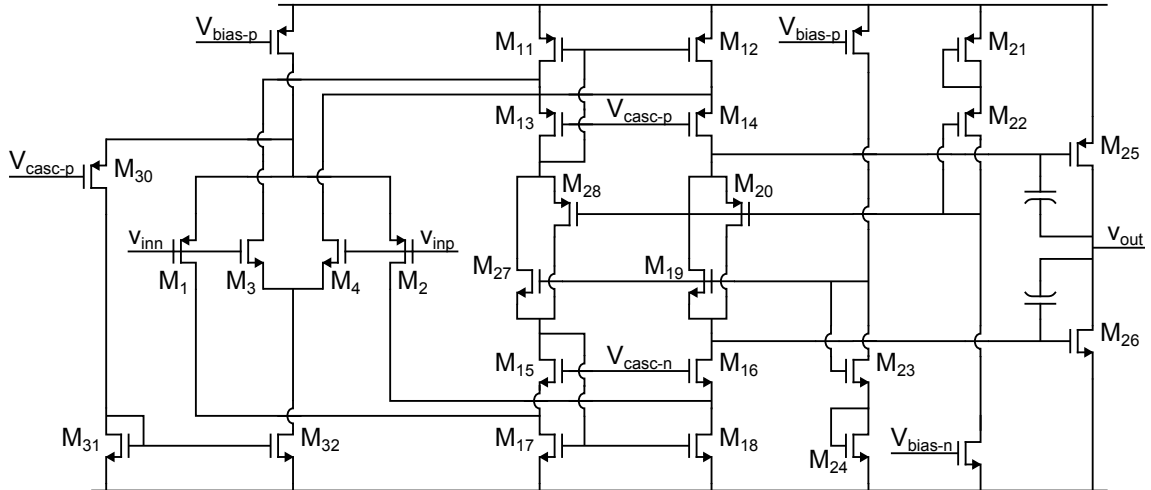 V_bias-p
M_11
M_12
V_bias-p
M_21
M_13
V_casc-p
M_14
M_22
M_25
V_casc-p
M_30
M_28
M_20
v_inn
v_inp
v_out
M_1
M_3
M_4
M_2
M_27
M_19
M_26
M_15
V_casc-n
M_16
M_23
M_31
M_32
M_17
M_18
M_24
V_bias-n